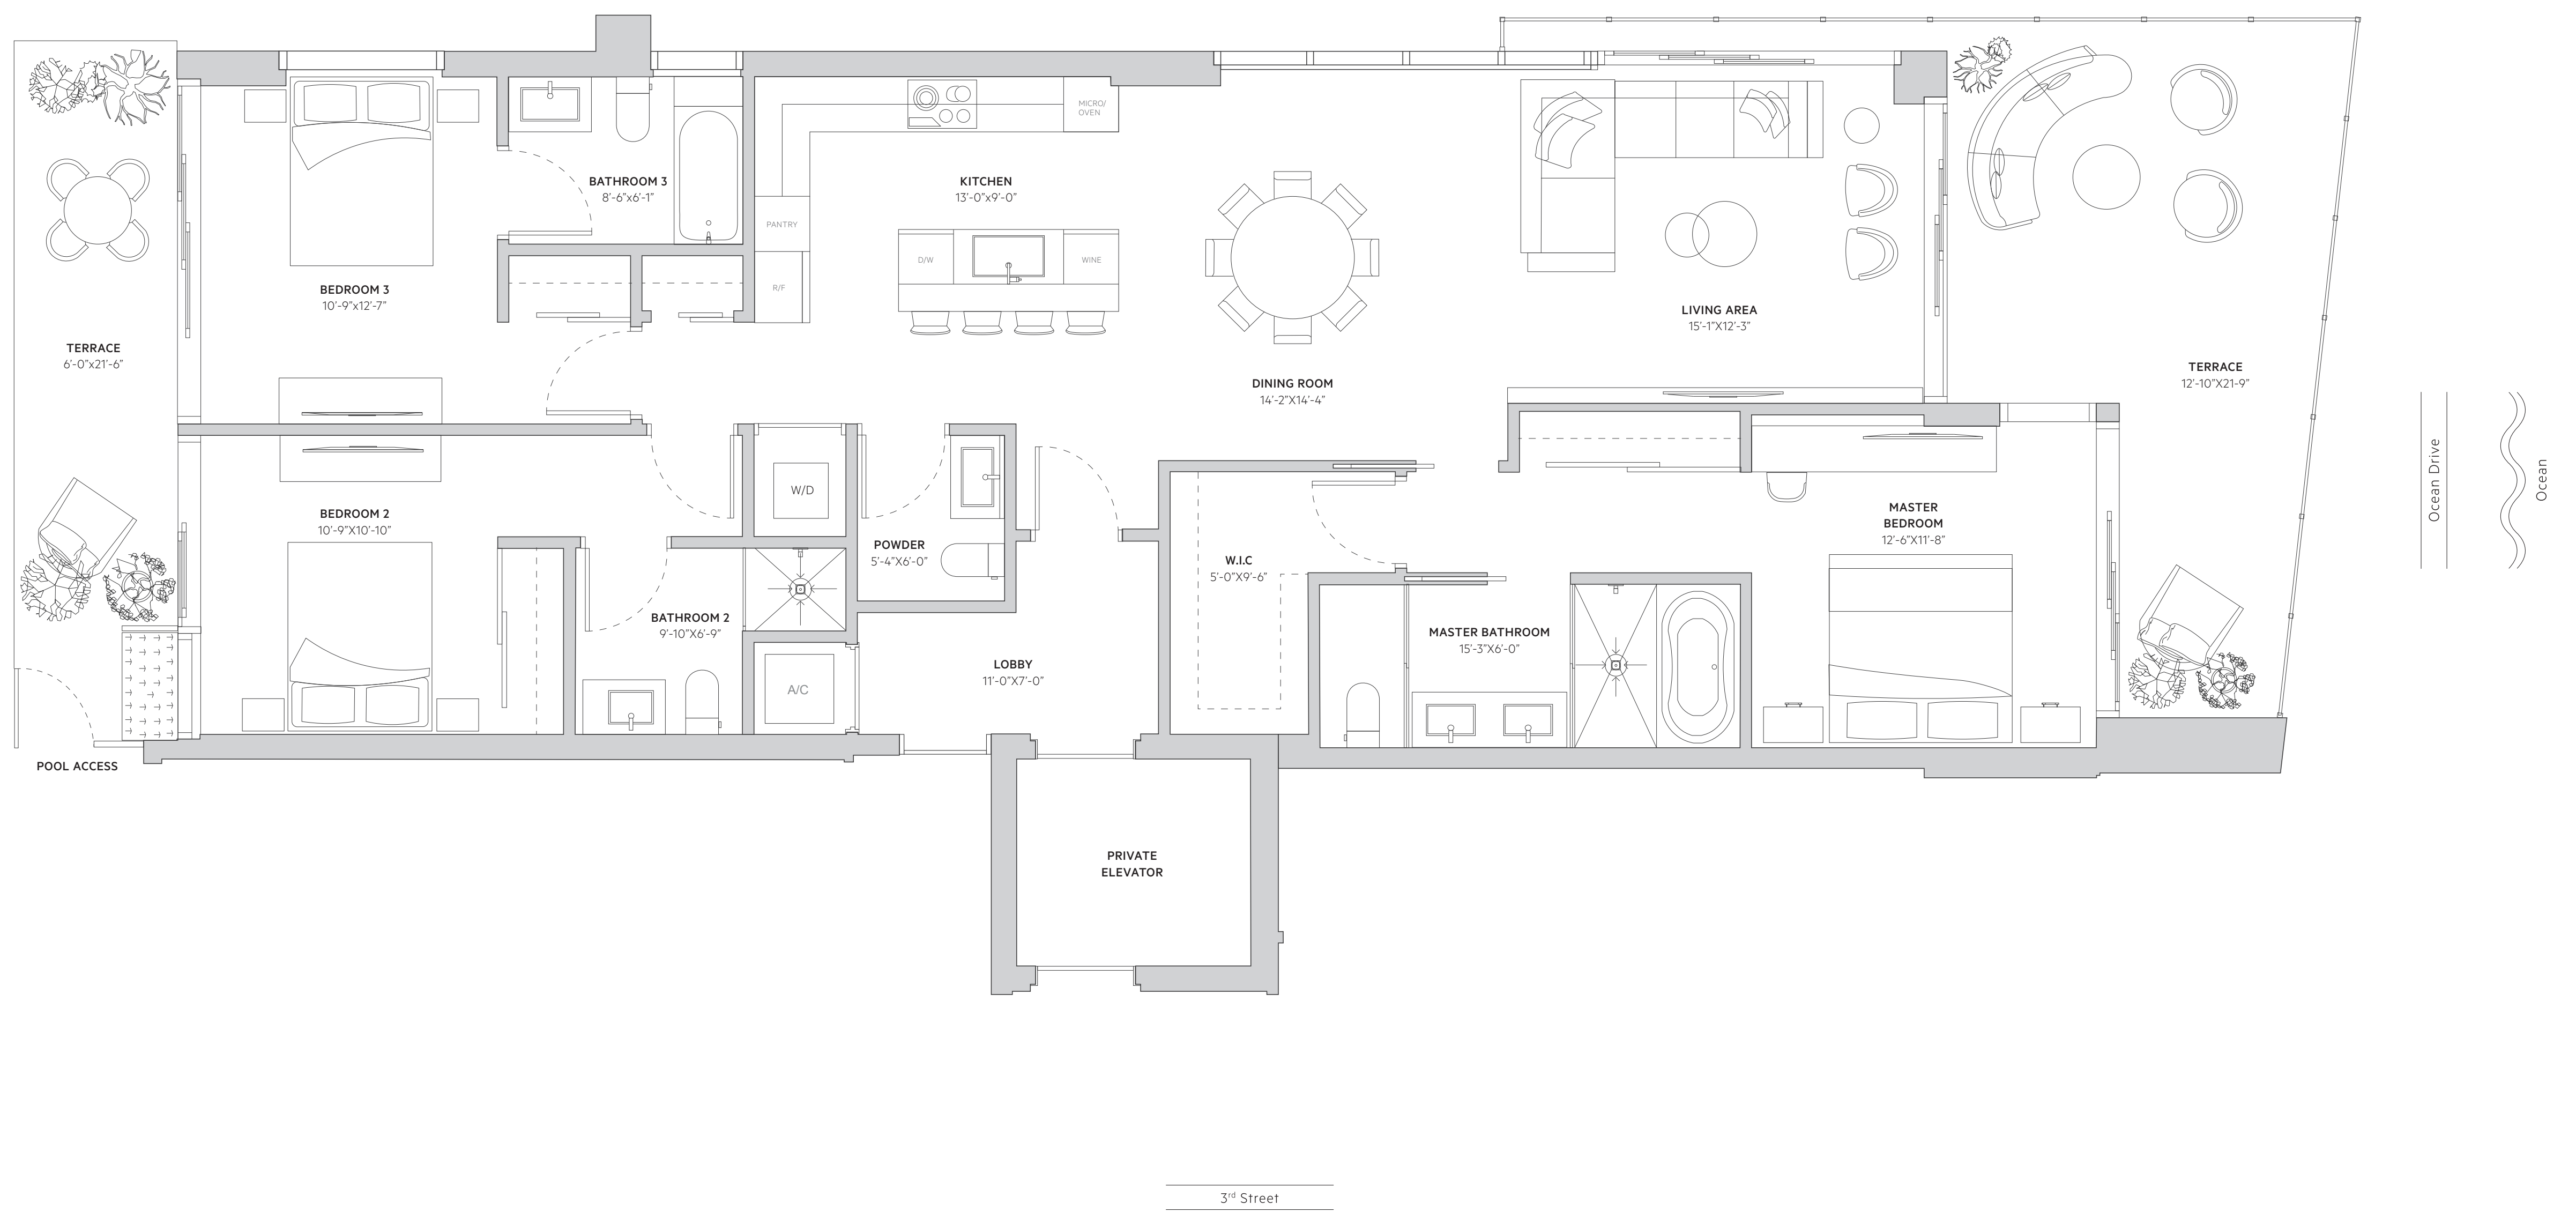 BATHROOM 3
8'-6"x6'-1"
KITCHEN
13'-0"x9'-0"
MICRO/
OVEN
PANTRY
R/F
D/W
WINE
BEDROOM 3
10'-9"x12'-7"
TERRACE
6'-0"x21'-6"
LIVING AREA
15'-1"X12'-3"
DINING ROOM
14'-2"X14'-4"
TERRACE
12'-10"X21-9"
Ocean Drive
Ocean
BEDROOM 2
10'-9"X10'-10"
W/D
POWDER
5'-4"X6'-0"
W.I.C
5'-0"X9'-6"
MASTER
BEDROOM
12'-6"X11'-8"
BATHROOM 2
9'-10"X6'-9"
MASTER BATHROOM
15'-3"X6'-0"
LOBBY
11'-0"X7'-0"
A/C
POOL ACCESS
PRIVATE
ELEVATOR
3rd Street